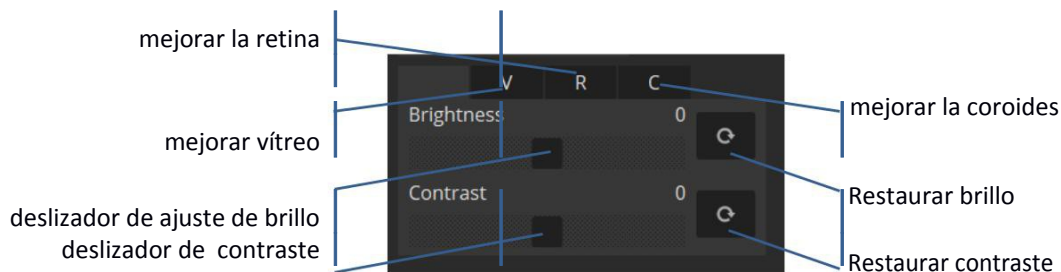 mejorar la retina
V R C
mejorar la coroides
Brightness 0
mejorar vítreo
Contrast 0
Restaurar brillo
deslizador de ajuste de brillo
deslizador de contraste
Restaurar contraste